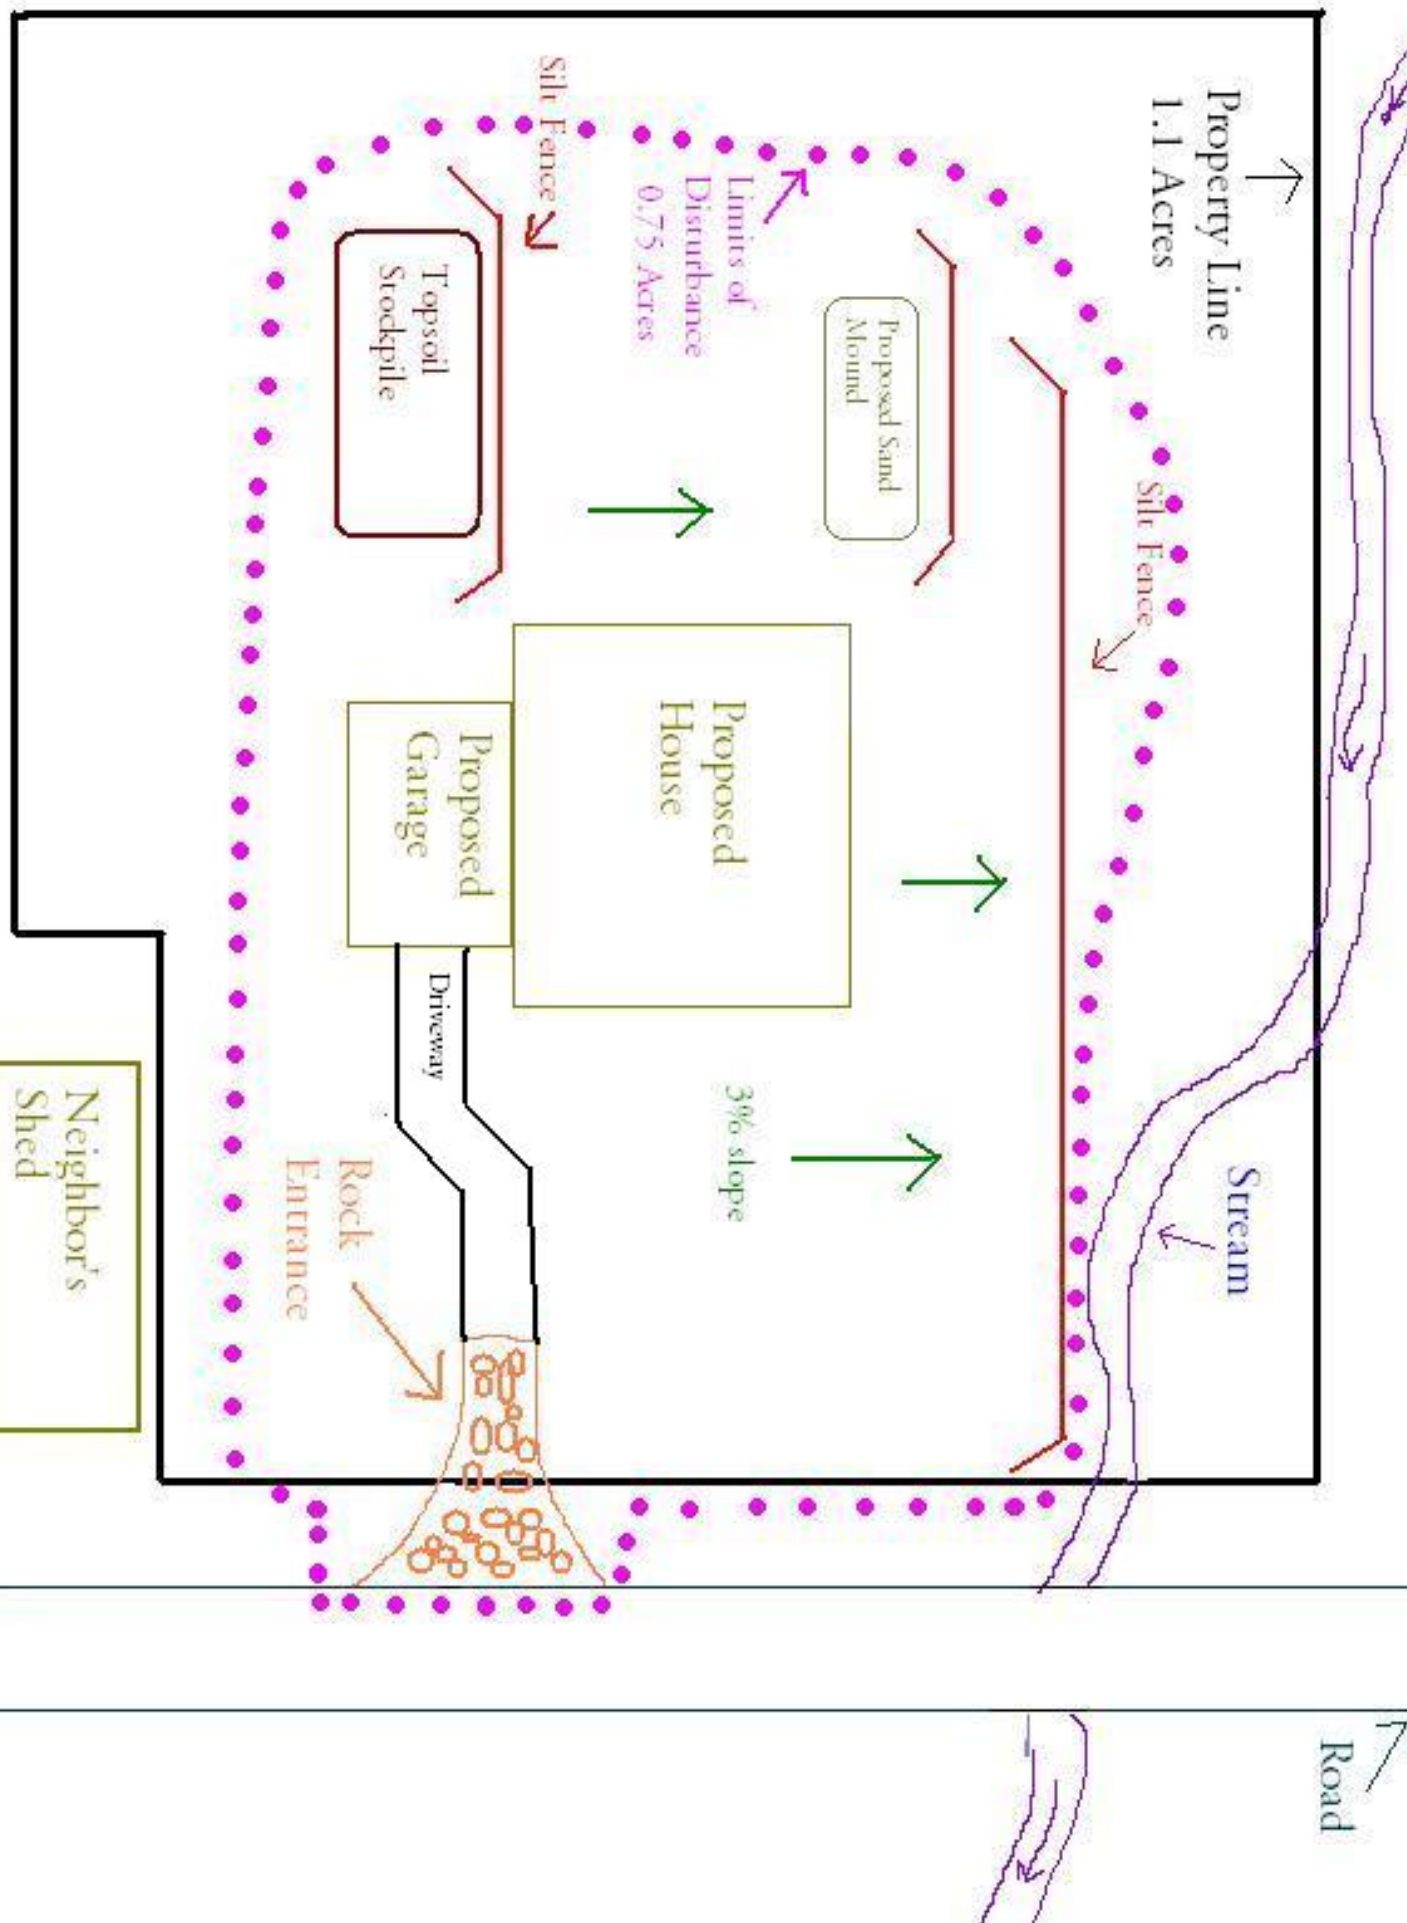 Property Line
1.1 Acres
Silt Fence
Limits of
Disturbance
0.75 Acres
Topsoil
Stockpile
Proposed Sand
Mound
Silt Fence
Proposed
House
Proposed
Garage
Driveway
3% slope
Stream
Rock
Entrance
Neighbor's
Shed
Road